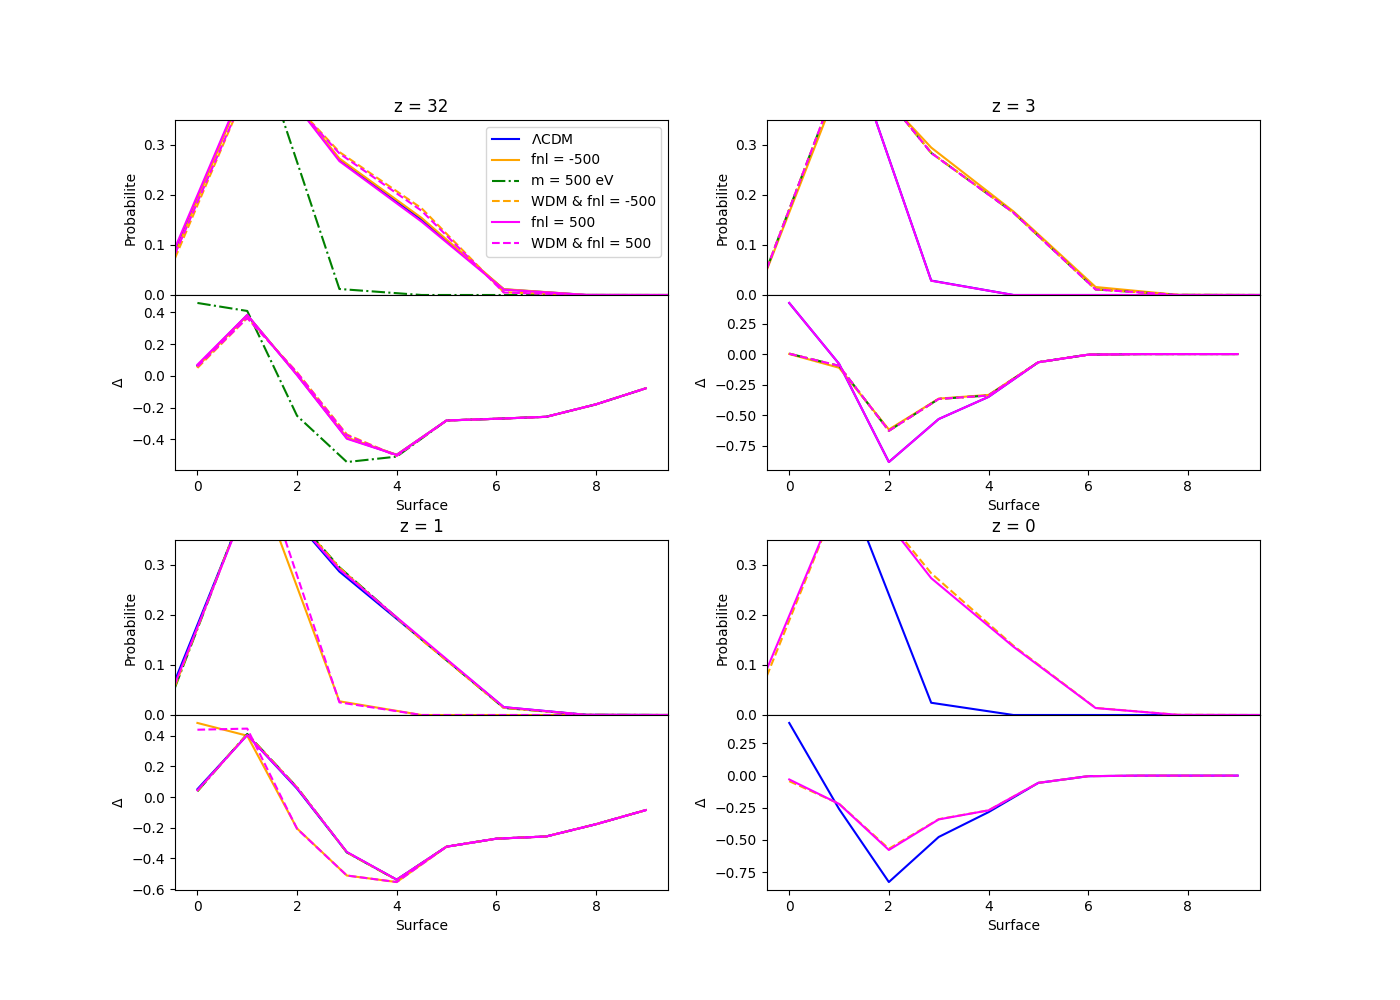 z = 32
0.3
0.2
0.1
0.0
Probabilite
ΛCDM
fnl = -500
m = 500 eV
WDM & fnl = -500
fnl = 500
WDM & fnl = 500
0.4
0.2
0.0
−0.2
−0.4
Δ
0 2 4 6 8
Surface
z = 3
0.3
0.2
0.1
0.0
Probabilite
0.25
0.00
−0.25
−0.50
−0.75
Δ
0 2 4 6 8
Surface
z = 1
0.3
0.2
0.1
0.0
Probabilite
0.4
0.2
0.0
−0.2
−0.4
−0.6
Δ
0 2 4 6 8
Surface
z = 0
0.3
0.2
0.1
0.0
Probabilite
0.25
0.00
−0.25
−0.50
−0.75
Δ
0 2 4 6 8
Surface